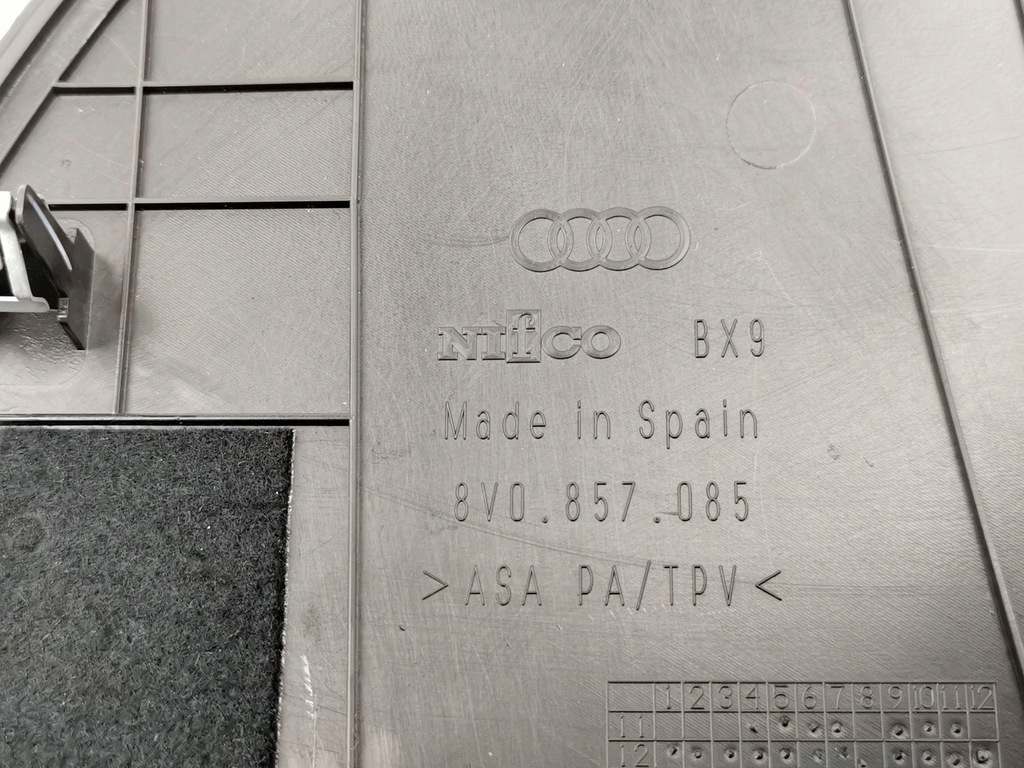 NIfCO BX9
Made in Spain
8V0.857.085
>ASA PA/TPV<
1 2 3 4 5 6 7 8 9 10 11 12
11
12